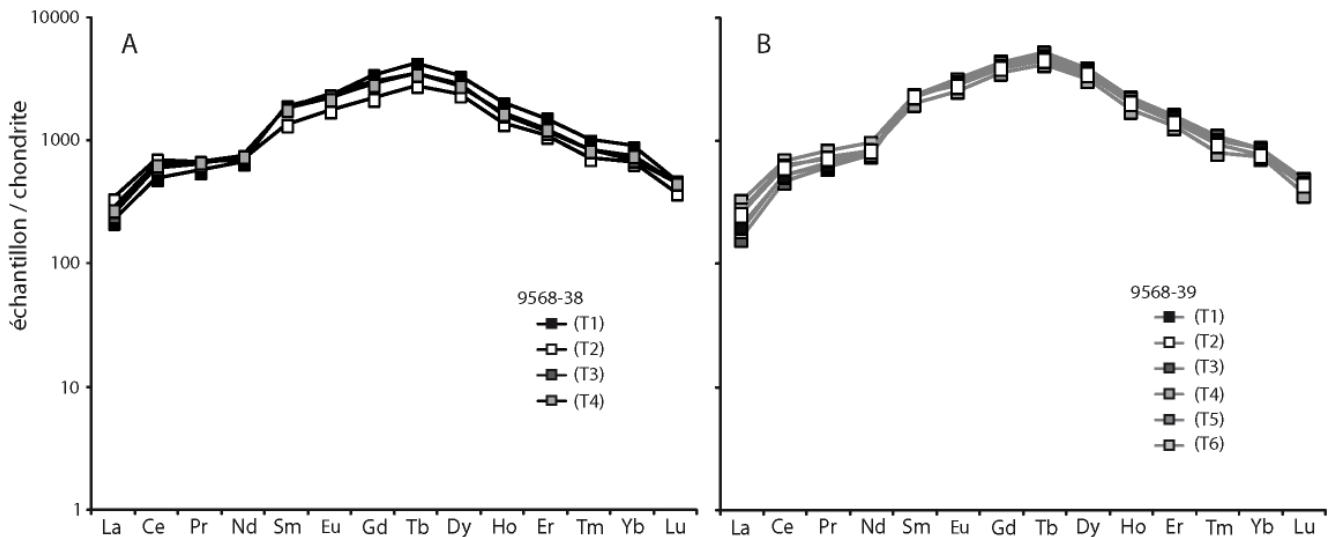 10000
1000
100
10
1
échantillon / chondrite
A
9568-38
(T1)
(T2)
(T3)
(T4)
La Ce Pr Nd Sm Eu Gd Tb Dy Ho Er Tm Yb Lu
B
9568-39
(T1)
(T2)
(T3)
(T4)
(T5)
(T6)
La Ce Pr Nd Sm Eu Gd Tb Dy Ho Er Tm Yb Lu